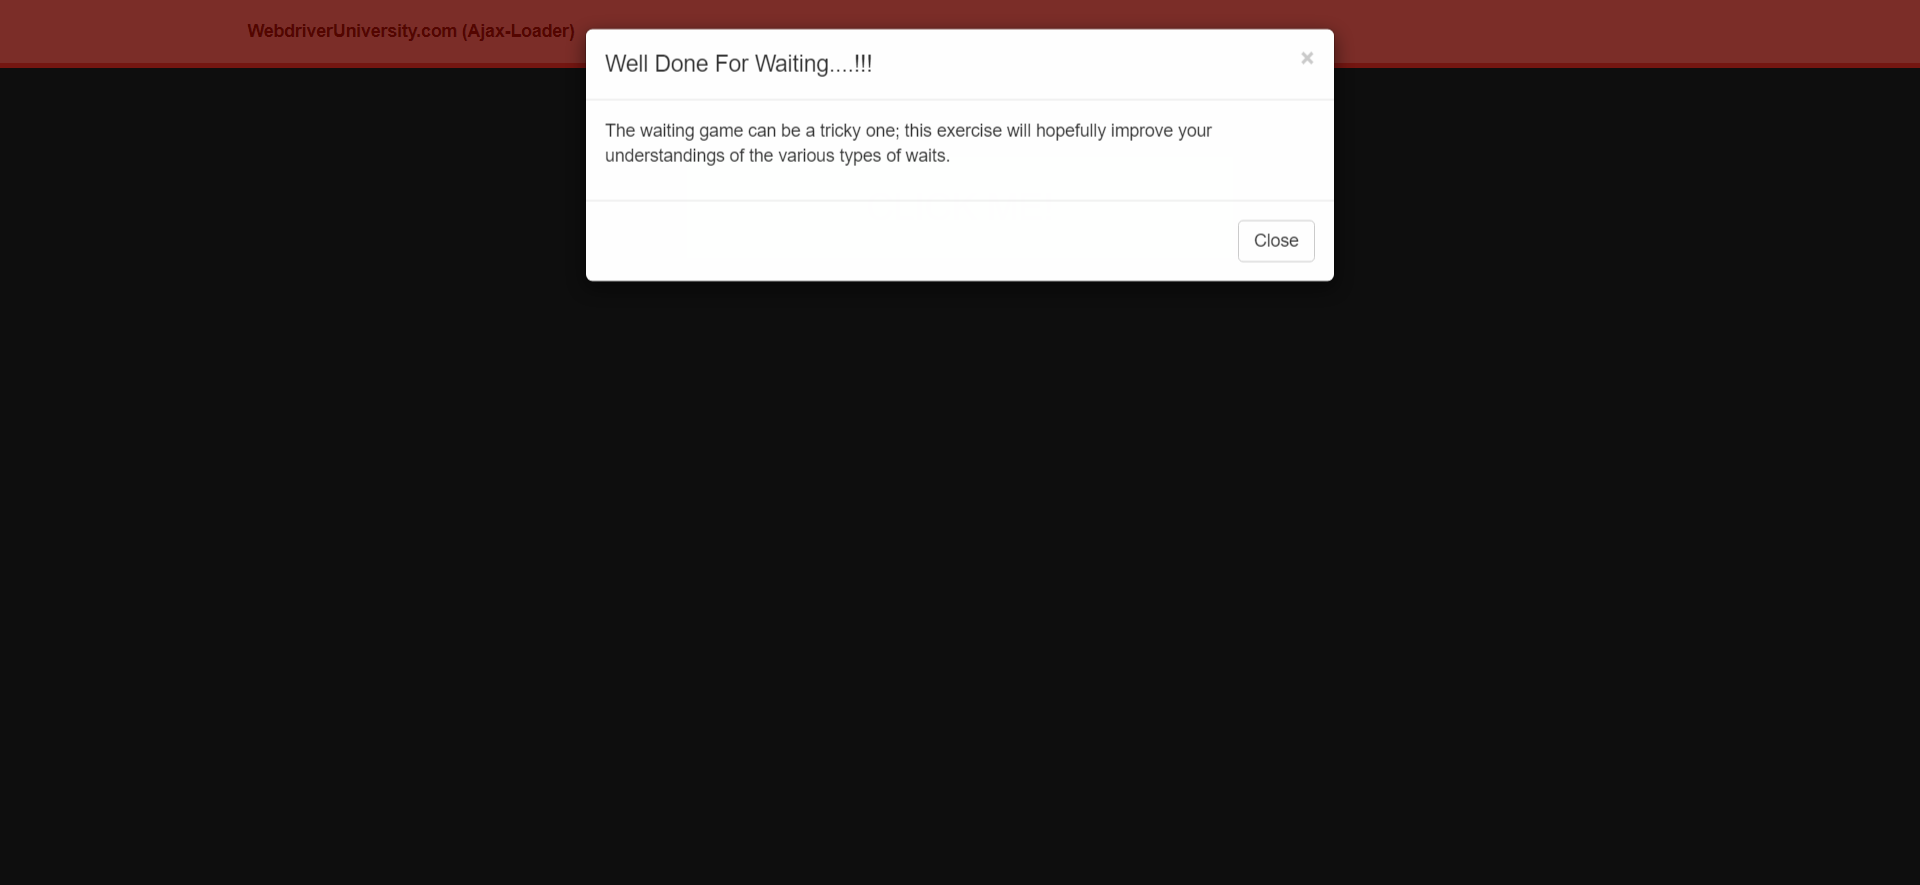 WebdriverUniversity.com (Ajax-Loader)
Well Done For Waiting....!!!
×
The waiting game can be a tricky one; this exercise will hopefully improve your
understandings of the various types of waits.
Close